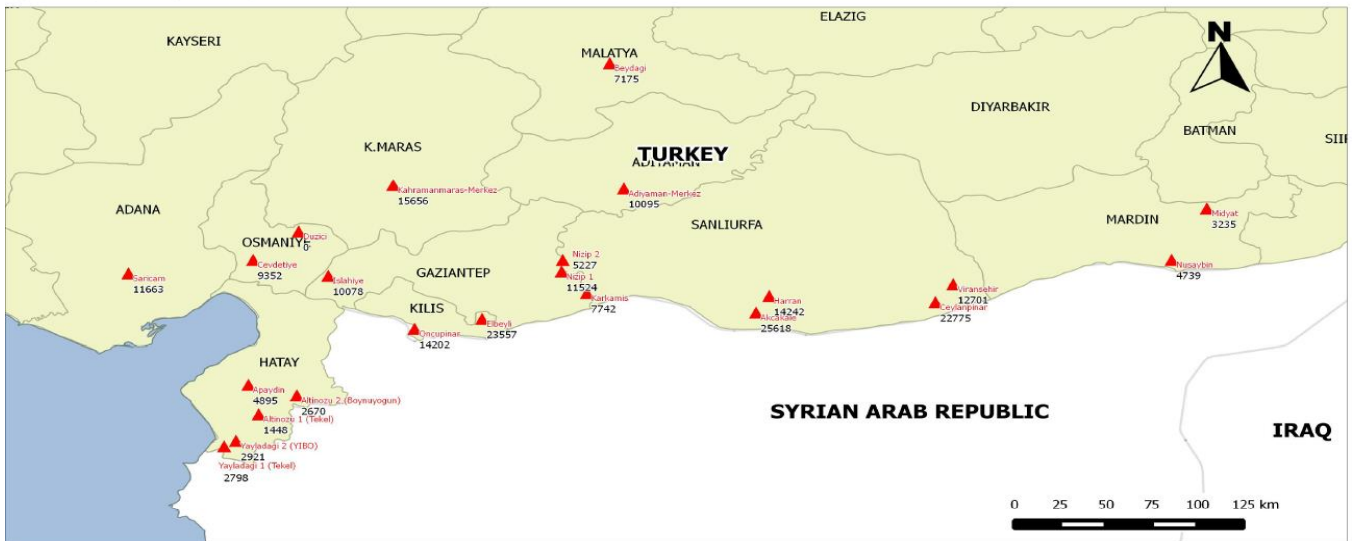 ELAZIG
N
KAYSERI
MALATYA
Beydagi
7175
DIYARBAKIR
BATMAN
SIIF
K.MARAS
TURKEY
ADIYAMAN
Kahramanmaras-Merkez
15656
Adiyaman-Merkez
10095
ADANA
SANLIURFA
MARDIN
Midyat
3235
Duzici
0
OSMANIYE
Cevdetiye
9352
Saricam
11663
Islahiye
10078
GAZIANTEP
Nizip 2
5227
Nizip 1
11524
Karkamis
7742
Nusaybin
4739
Viransehir
12701
Harran
14242
Ceylanpinar
22775
Akcakale
25618
KILIS
Elbeyli
23557
Oncupinar
14202
HATAY
Apaydin
4895
Altinozu 2 (Boynuyogun)
2670
Altinozu 1 (Tekel)
1448
Yayladagi 2 (YIBO)
2921
Yayladagi 1 (Tekel)
2798
SYRIAN ARAB REPUBLIC
IRAQ
0 25 50 75 100 125 km